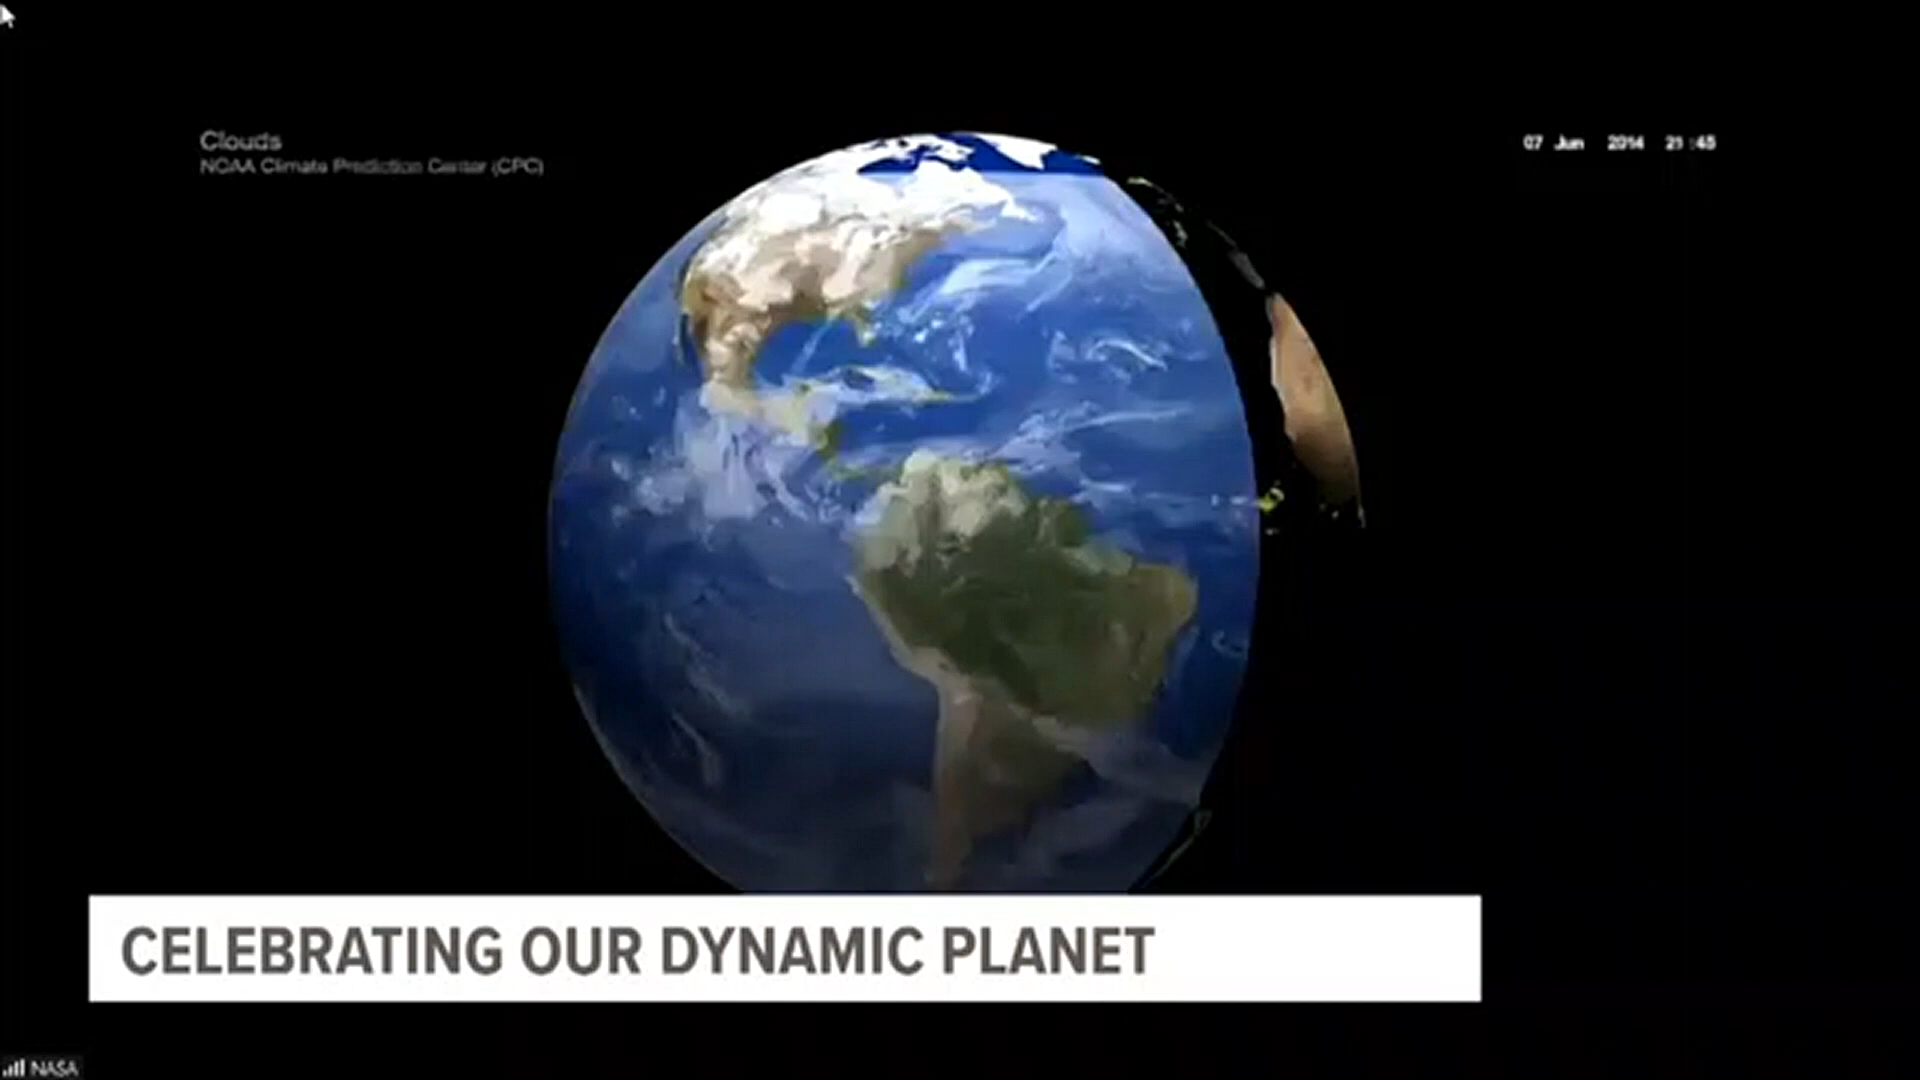 Clouds
NOAA Climate Prediction Center (CPC)
07 Jun 2014 21:45
CELEBRATING OUR DYNAMIC PLANET
NASA